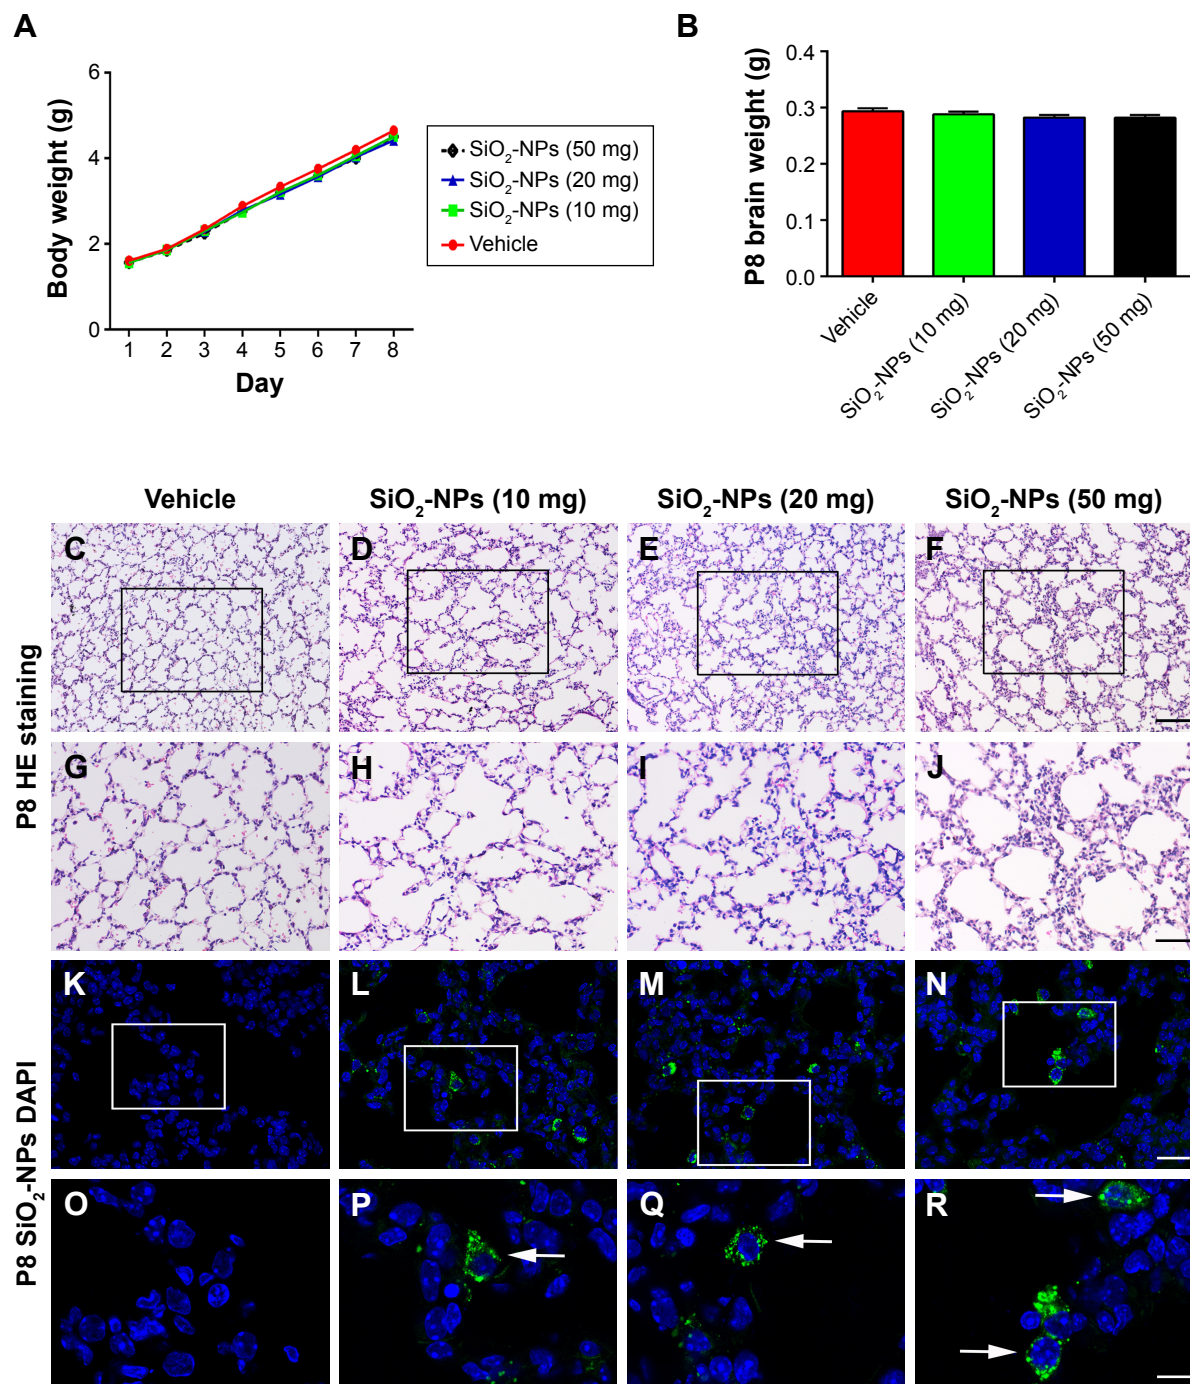 A
Body weight (g)
6
4
2
0
1 2 3 4 5 6 7 8
Day
SiO₂-NPs (50 mg)
SiO₂-NPs (20 mg)
SiO₂-NPs (10 mg)
Vehicle
B
P8 brain weight (g)
0.4
0.3
0.2
0.1
0.0
Vehicle
SiO₂-NPs (10 mg)
SiO₂-NPs (20 mg)
SiO₂-NPs (50 mg)
Vehicle SiO₂-NPs (10 mg) SiO₂-NPs (20 mg) SiO₂-NPs (50 mg)
P8 HE staining
C D E F
G H I J
P8 SiO₂-NPs DAPI
K L M N
O P Q R